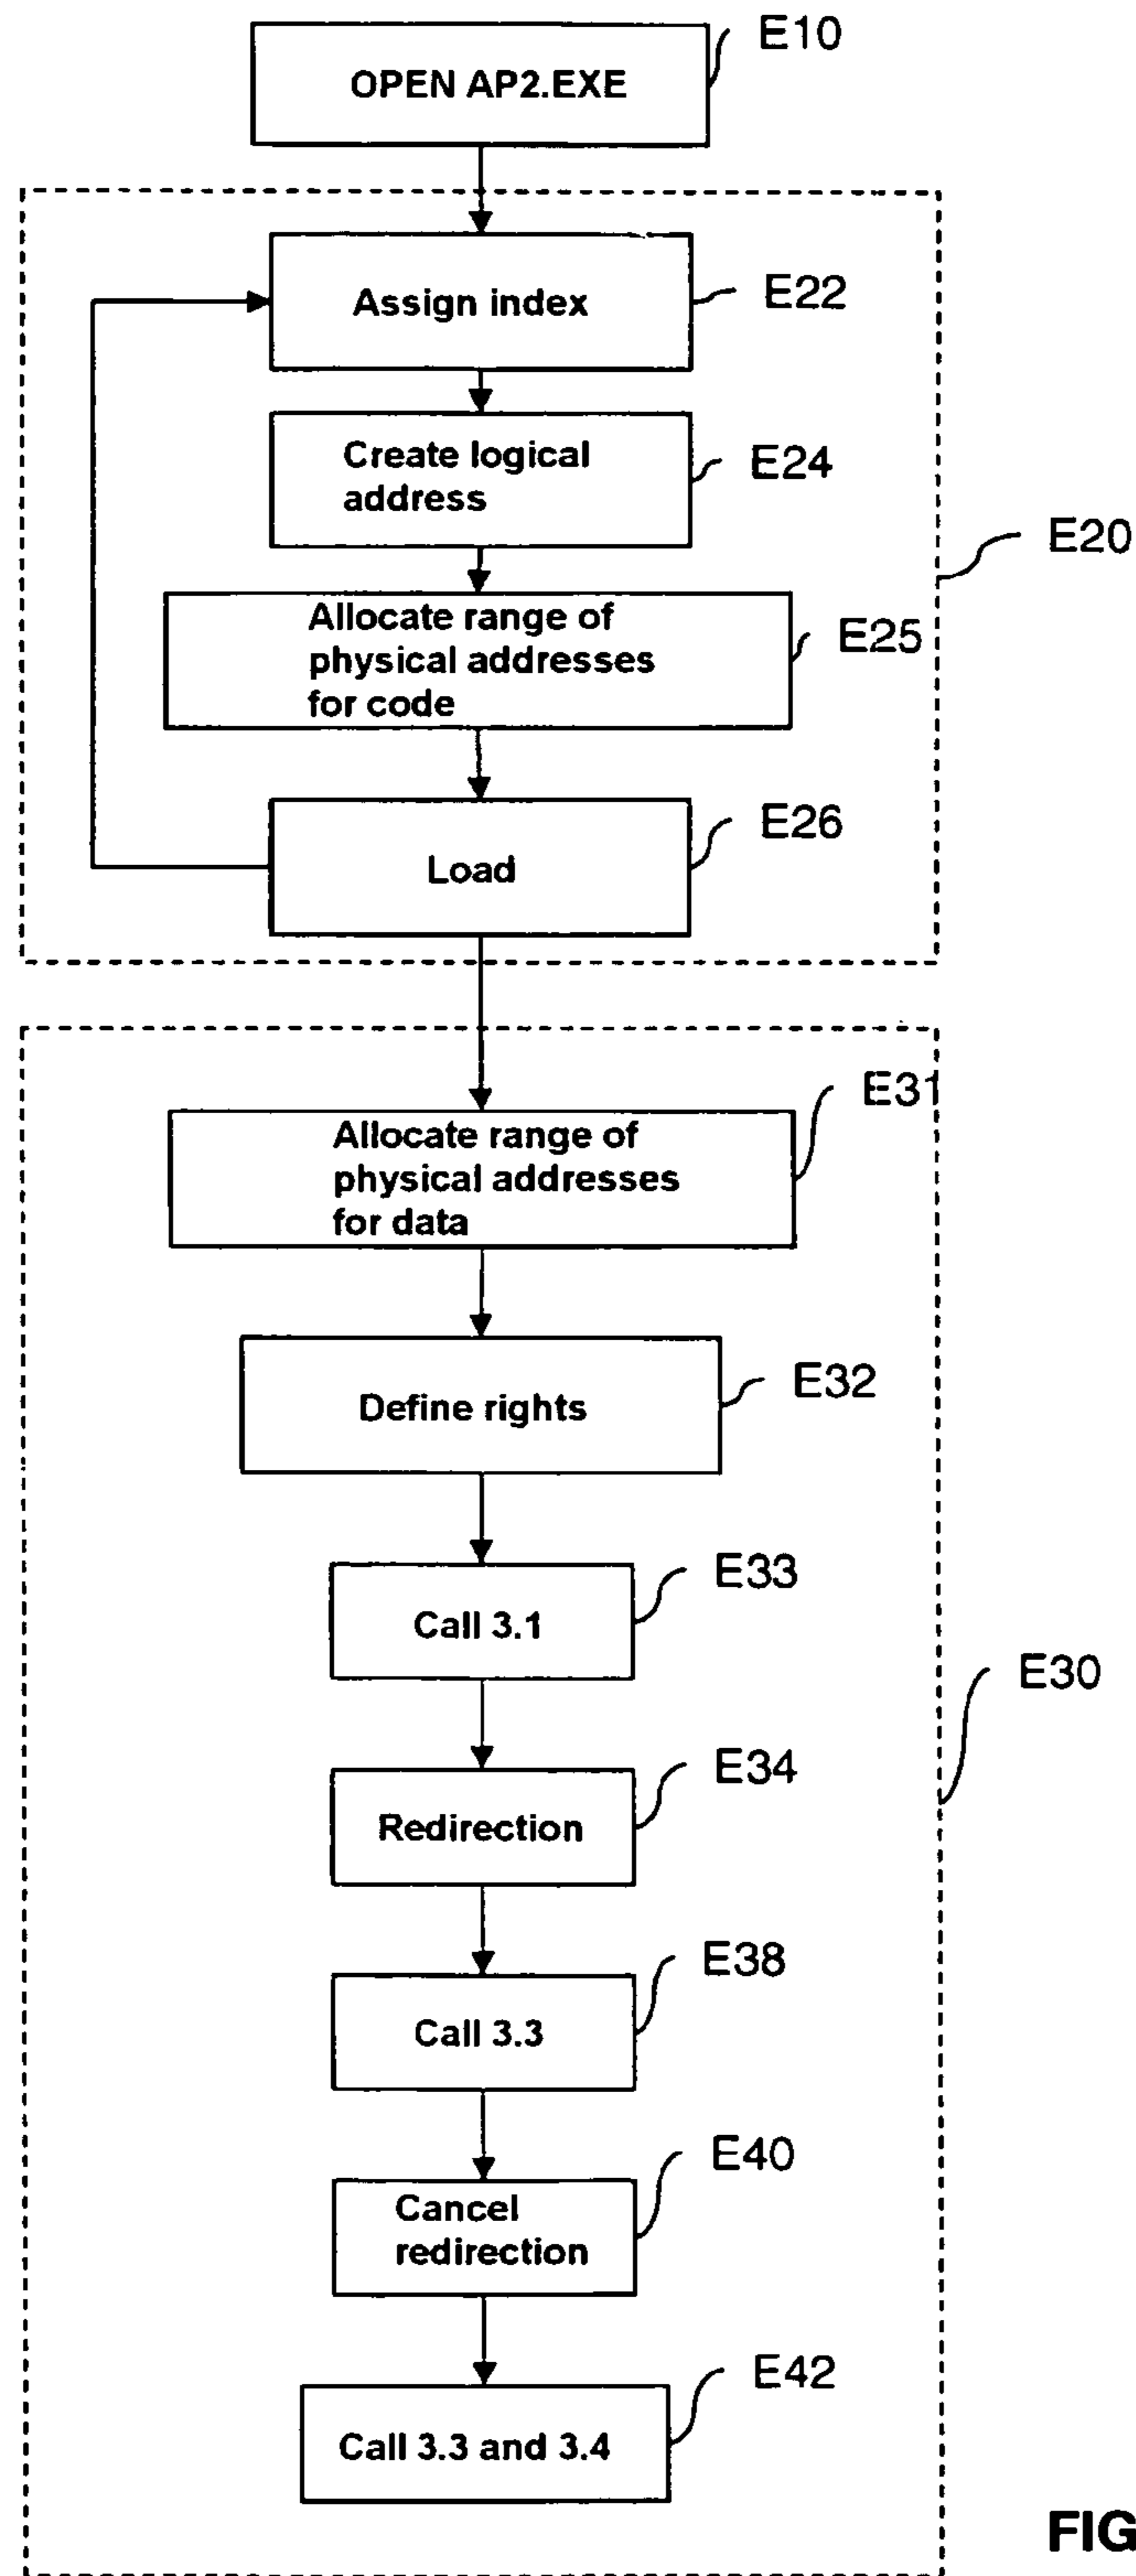 E10
OPEN AP2.EXE
Assign index
E22
Create logical
address
E24
E20
Allocate range of
physical addresses
for code
E25
E26
Load
E31
Allocate range of
physical addresses
for data
E32
Define rights
E33
Call 3.1
E30
E34
Redirection
E38
Call 3.3
E40
Cancel
redirection
E42
Call 3.3 and 3.4
FIG